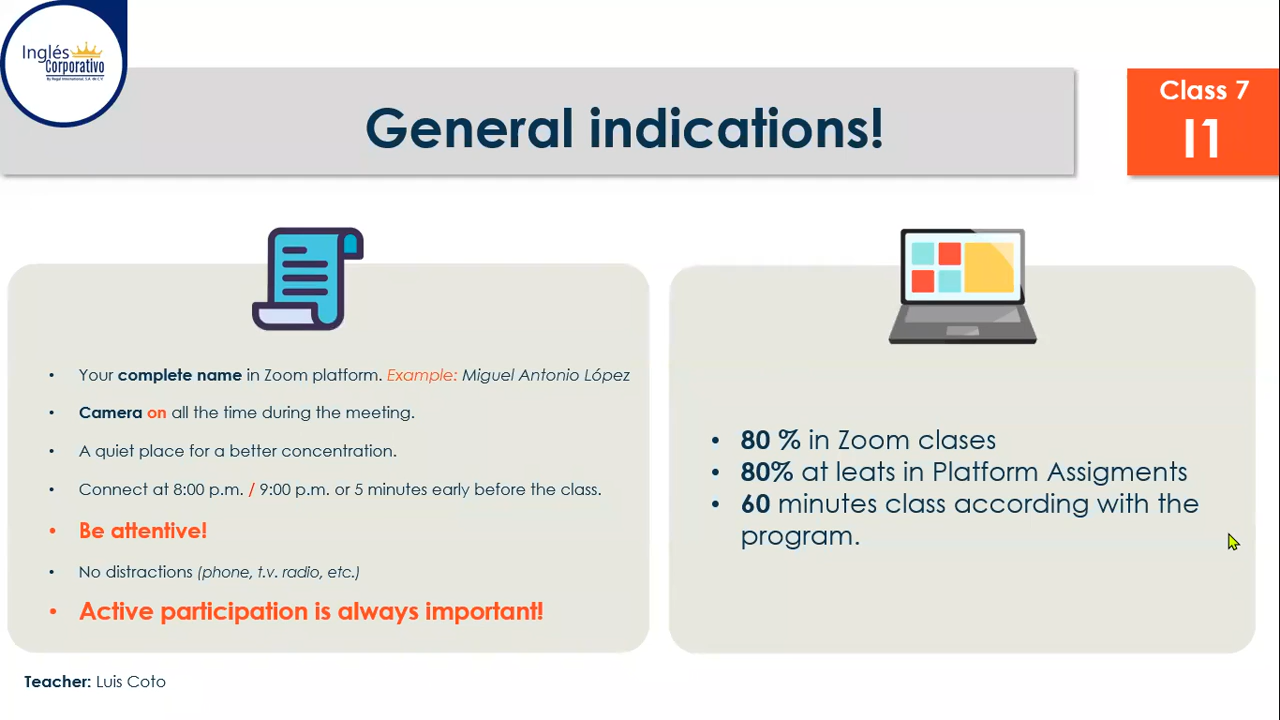 Inglés
Corporativo
By Regal International, S.A. de C.V.
General indications!
Class 7
I1
• Your complete name in Zoom platform. Example: Miguel Antonio López
• Camera on all the time during the meeting.
• A quiet place for a better concentration.
• Connect at 8:00 p.m. / 9:00 p.m. or 5 minutes early before the class.
• Be attentive!
• No distractions (phone, t.v. radio, etc.)
• Active participation is always important!
• 80 % in Zoom clases
• 80% at leats in Platform Assigments
• 60 minutes class according with the
program.
Teacher: Luis Coto